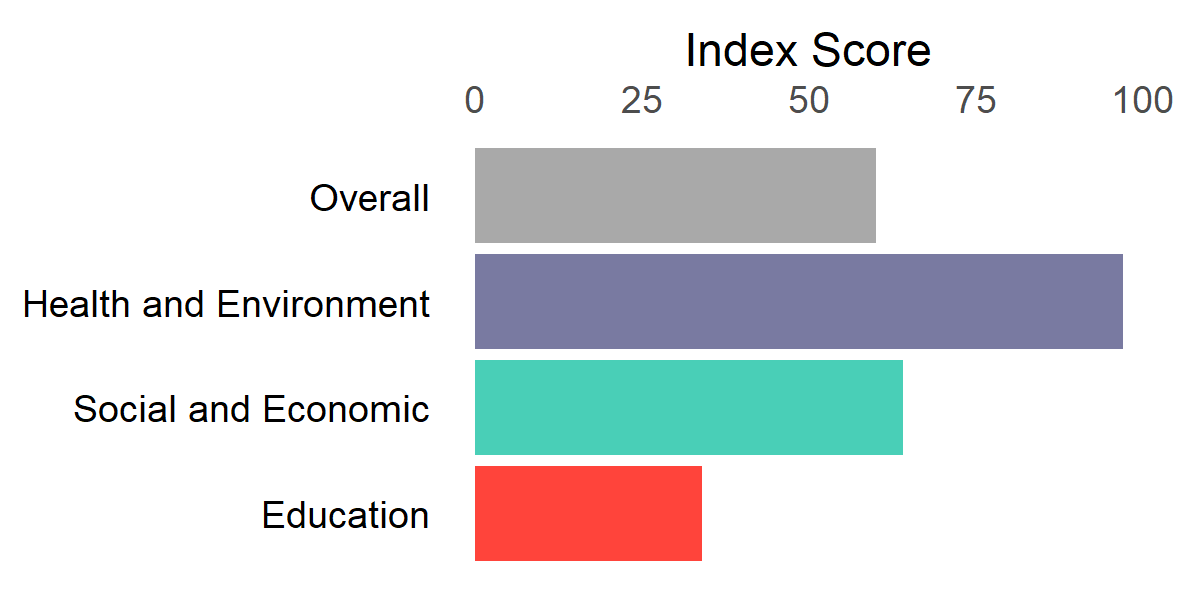 Index Score
0 25 50 75 100
Overall
Health and Environment
Social and Economic
Education